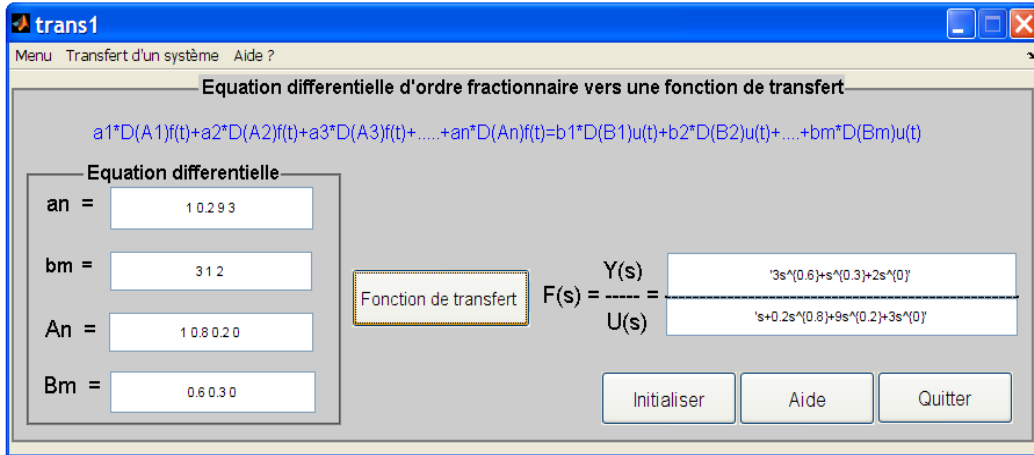 trans1
Menu Transfert d'un système Aide ?
Equation differentielle d'ordre fractionnaire vers une fonction de transfert
a1*D(A1)f(t)+a2*D(A2)f(t)+a3*D(A3)f(t)+.....+an*D(An)f(t)=b1*D(B1)u(t)+b2*D(B2)u(t)+....+bm*D(Bm)u(t)
Equation differentielle
an = 1 0.2 9 3
bm = 3 1 2
An = 1 0.8 0.2 0
Bm = 0.6 0.3 0
Fonction de transfert
Y(s) '3s^{0.6}+s^{0.3}+2s^{0}'
F(s) = ----- =
U(s) 's+0.2s^{0.8}+9s^{0.2}+3s^{0}'
Initialiser Aide Quitter